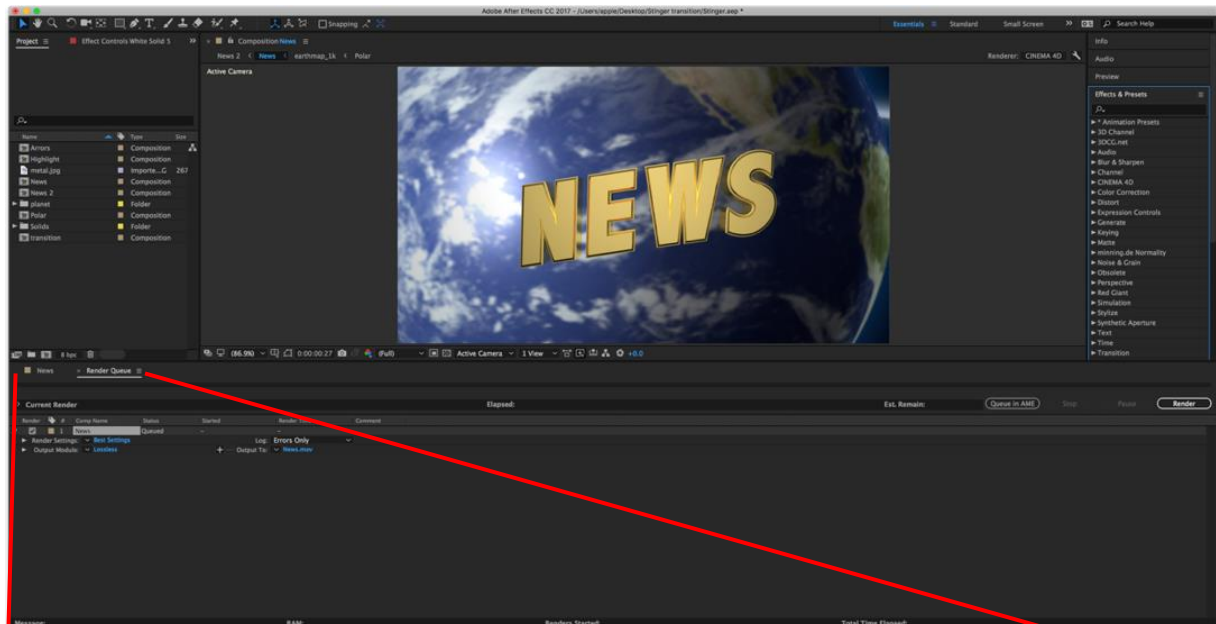 Adobe After Effects CC 2017 - /Users/apple/Desktop/Stinger transition/Stinger.aep *
Snapping
Essentials
Standard
Small Screen
Search Help
Project
Effect Controls White Solid 5
Composition News
News 2
News
earthmap_1k
Polar
Renderer: CINEMA 4D
Active Camera
Name
Type
Size
Arrors
Composition
Highlight
Composition
metal.jpg
Importe...G
267
News
Composition
News 2
Composition
planet
Folder
Polar
Composition
Solids
Folder
transition
Composition
8 bpc
NEWS
(86.9%)
0:00:00:27
(Full)
Active Camera
1 View
+0.0
Info
Audio
Preview
Effects & Presets
* Animation Presets
3D Channel
3DCG.net
Audio
Blur & Sharpen
Channel
CINEMA 4D
Color Correction
Distort
Expression Controls
Generate
Keying
Matte
minning.de Normality
Noise & Grain
Obsolete
Perspective
Red Giant
Simulation
Stylize
Synthetic Aperture
Text
Time
Transition
News
Render Queue
Current Render
Elapsed:
Est. Remain:
Queue in AME
Stop
Pause
Render
Render
#
Comp Name
Status
Started
Render Time
Comment
1
News
Queued
-
-
Render Settings:
Best Settings
Log:
Errors Only
Output Module:
Lossless
Output To:
News.mov
Message:
RAM:
Renders Started:
Total Time Elapsed: